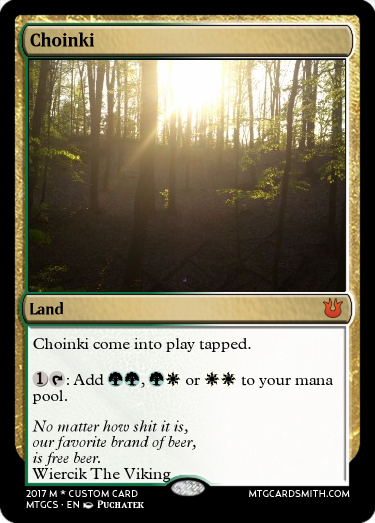 Choinki
Land
Choinki come into play tapped.
1: Add , or to your mana
pool.
No matter how shit it is,
our favorite brand of beer,
is free beer.
Wiercik The Viking
2017 M * CUSTOM CARD
MTGCS • EN Puchatek
MTGCARDSMITH.COM